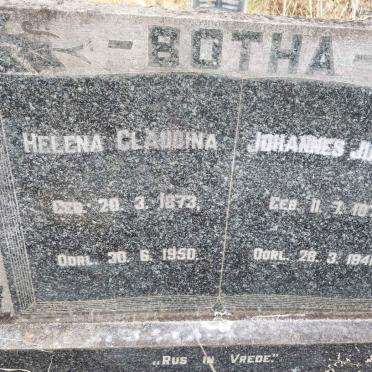 - BOTHA -
HELENA CLAUDINA
GEB. 20. 3. 1873.
OORL. 30. 6. 1950.
JOHANNES
GEB. 11. 7.
OORL. 28. 3. 194
„RUS IN VREDE."